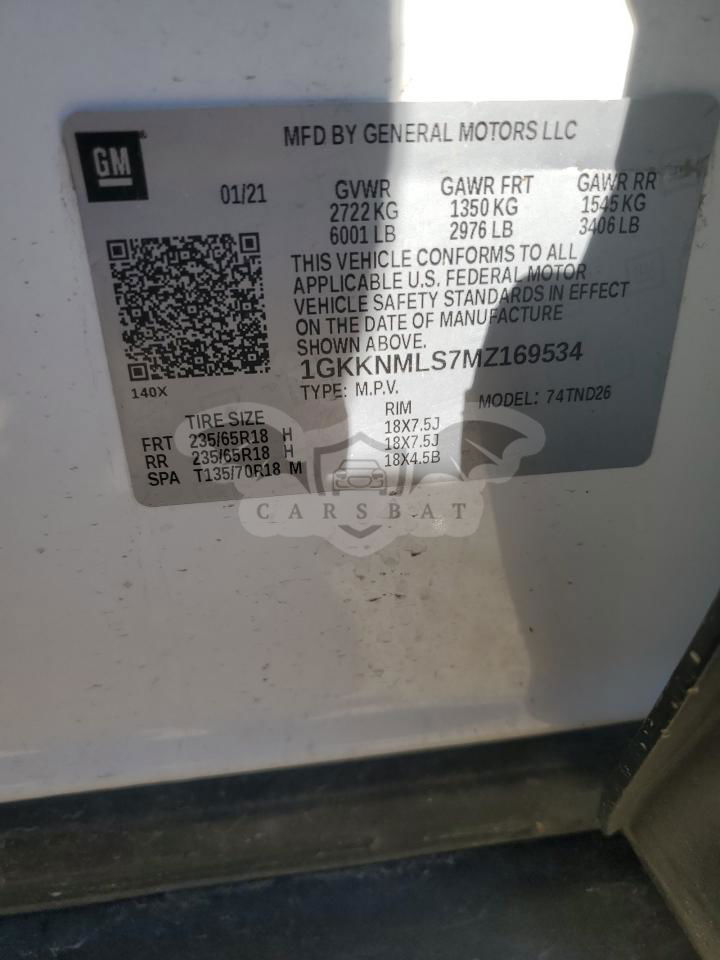 MFD BY GENERAL MOTORS LLC
GM
01/21 GVWR GAWR FRT GAWR RR
2722 KG 1350 KG 1545 KG
6001 LB 2976 LB 3406 LB
THIS VEHICLE CONFORMS TO ALL
APPLICABLE U.S. FEDERAL MOTOR
VEHICLE SAFETY STANDARDS IN EFFECT
ON THE DATE OF MANUFACTURE
SHOWN ABOVE.
1GKKNMLS7MZ169534
140X
TYPE: M.P.V. MODEL: 74TND26
TIRE SIZE RIM
FRT 235/65R18 H 18X7.5J
RR 235/65R18 H 18X7.5J
SPA T135/70R18 M 18X4.5B
CARSBAT